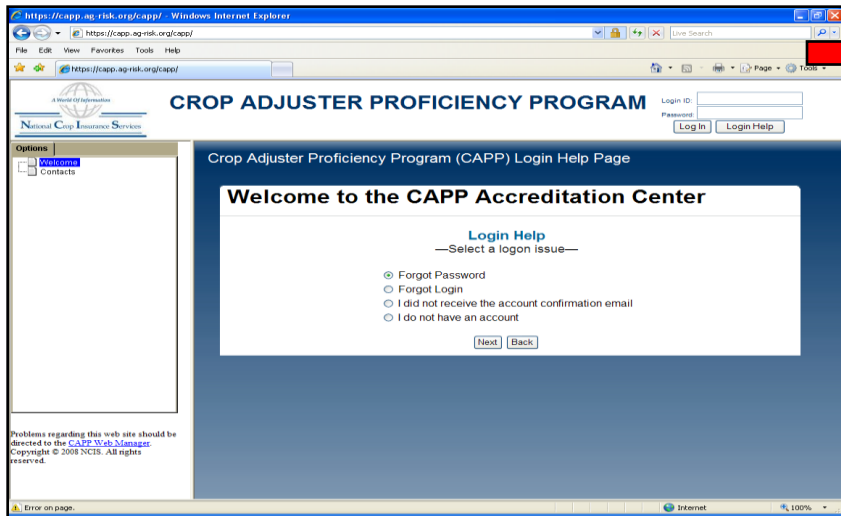 https://capp.ag-risk.org/capp/ - Windows Internet Explorer
https://capp.ag-risk.org/capp/
Live Search
File Edit View Favorites Tools Help
https://capp.ag-risk.org/capp/
Page Tools
A World Of Information
National Crop Insurance Services
CROP ADJUSTER PROFICIENCY PROGRAM
Login ID:
Password:
Log In Login Help
Options
Welcome
Contacts
Crop Adjuster Proficiency Program (CAPP) Login Help Page
Welcome to the CAPP Accreditation Center
Login Help
—Select a logon issue—
Forgot Password
Forgot Login
I did not receive the account confirmation email
I do not have an account
Next Back
Problems regarding this web site should be
directed to the CAPP Web Manager.
Copyright © 2008 NCIS. All rights
reserved.
Error on page.
Internet
100%